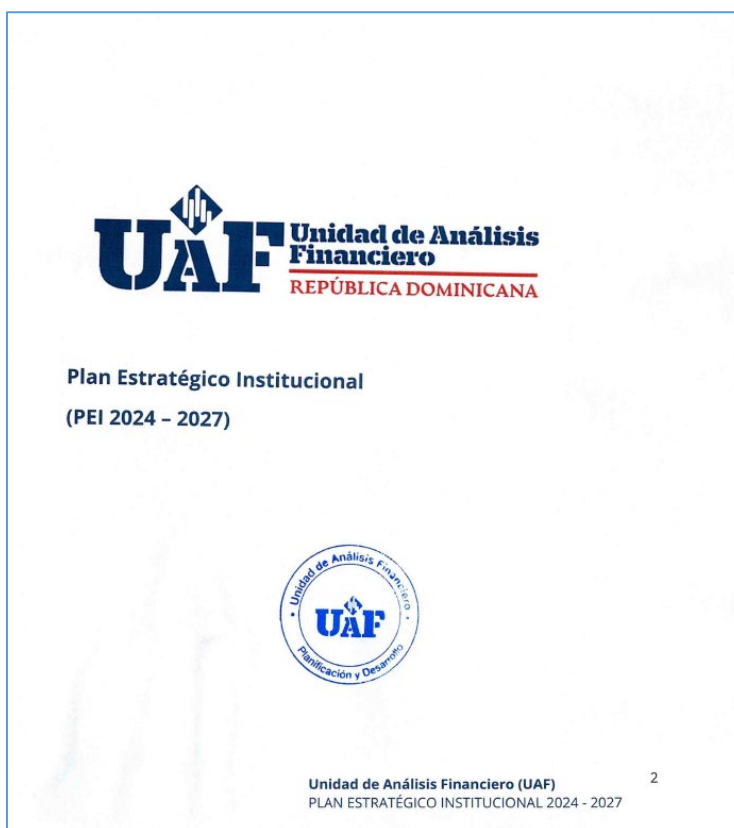 UAF
Unidad de Análisis
Financiero
REPÚBLICA DOMINICANA
Plan Estratégico Institucional
(PEI 2024 – 2027)
Unidad de Análisis Financiero
UAF
Planificación y Desarrollo
Unidad de Análisis Financiero (UAF)
2
PLAN ESTRATÉGICO INSTITUCIONAL 2024 - 2027